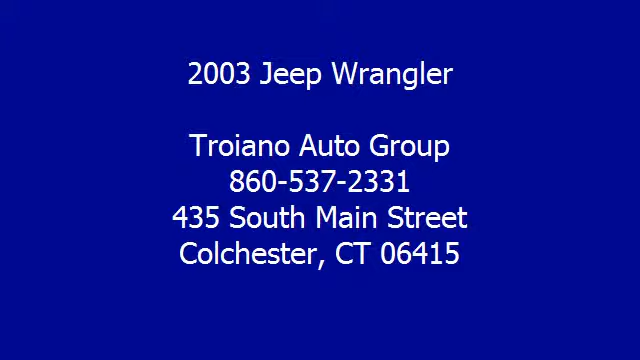 2003 Jeep Wrangler
Troiano Auto Group
860-537-2331
435 South Main Street
Colchester, CT 06415